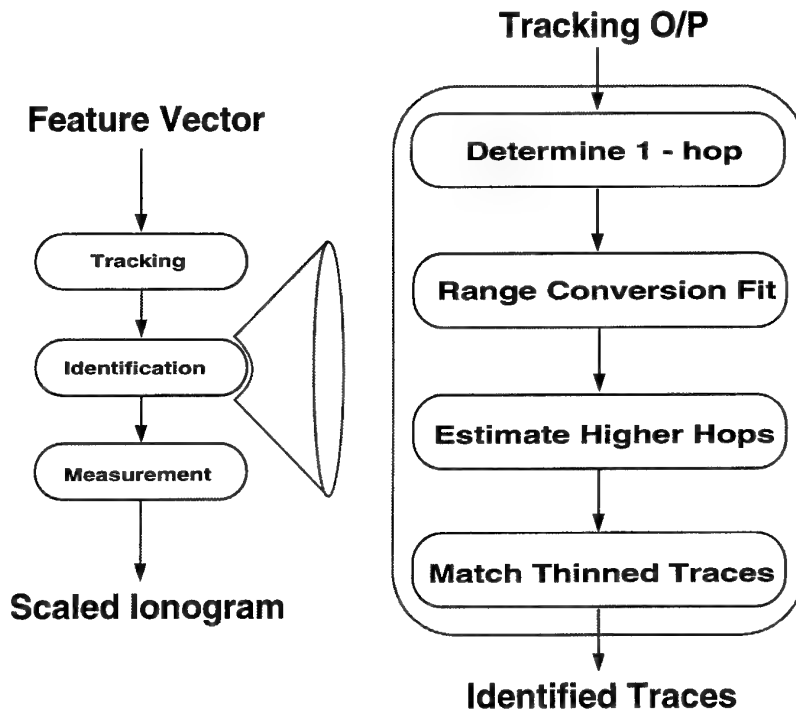 Feature Vector
Tracking
Identification
Measurement
Scaled Ionogram
Tracking O/P
Determine 1 - hop
Range Conversion Fit
Estimate Higher Hops
Match Thinned Traces
Identified Traces